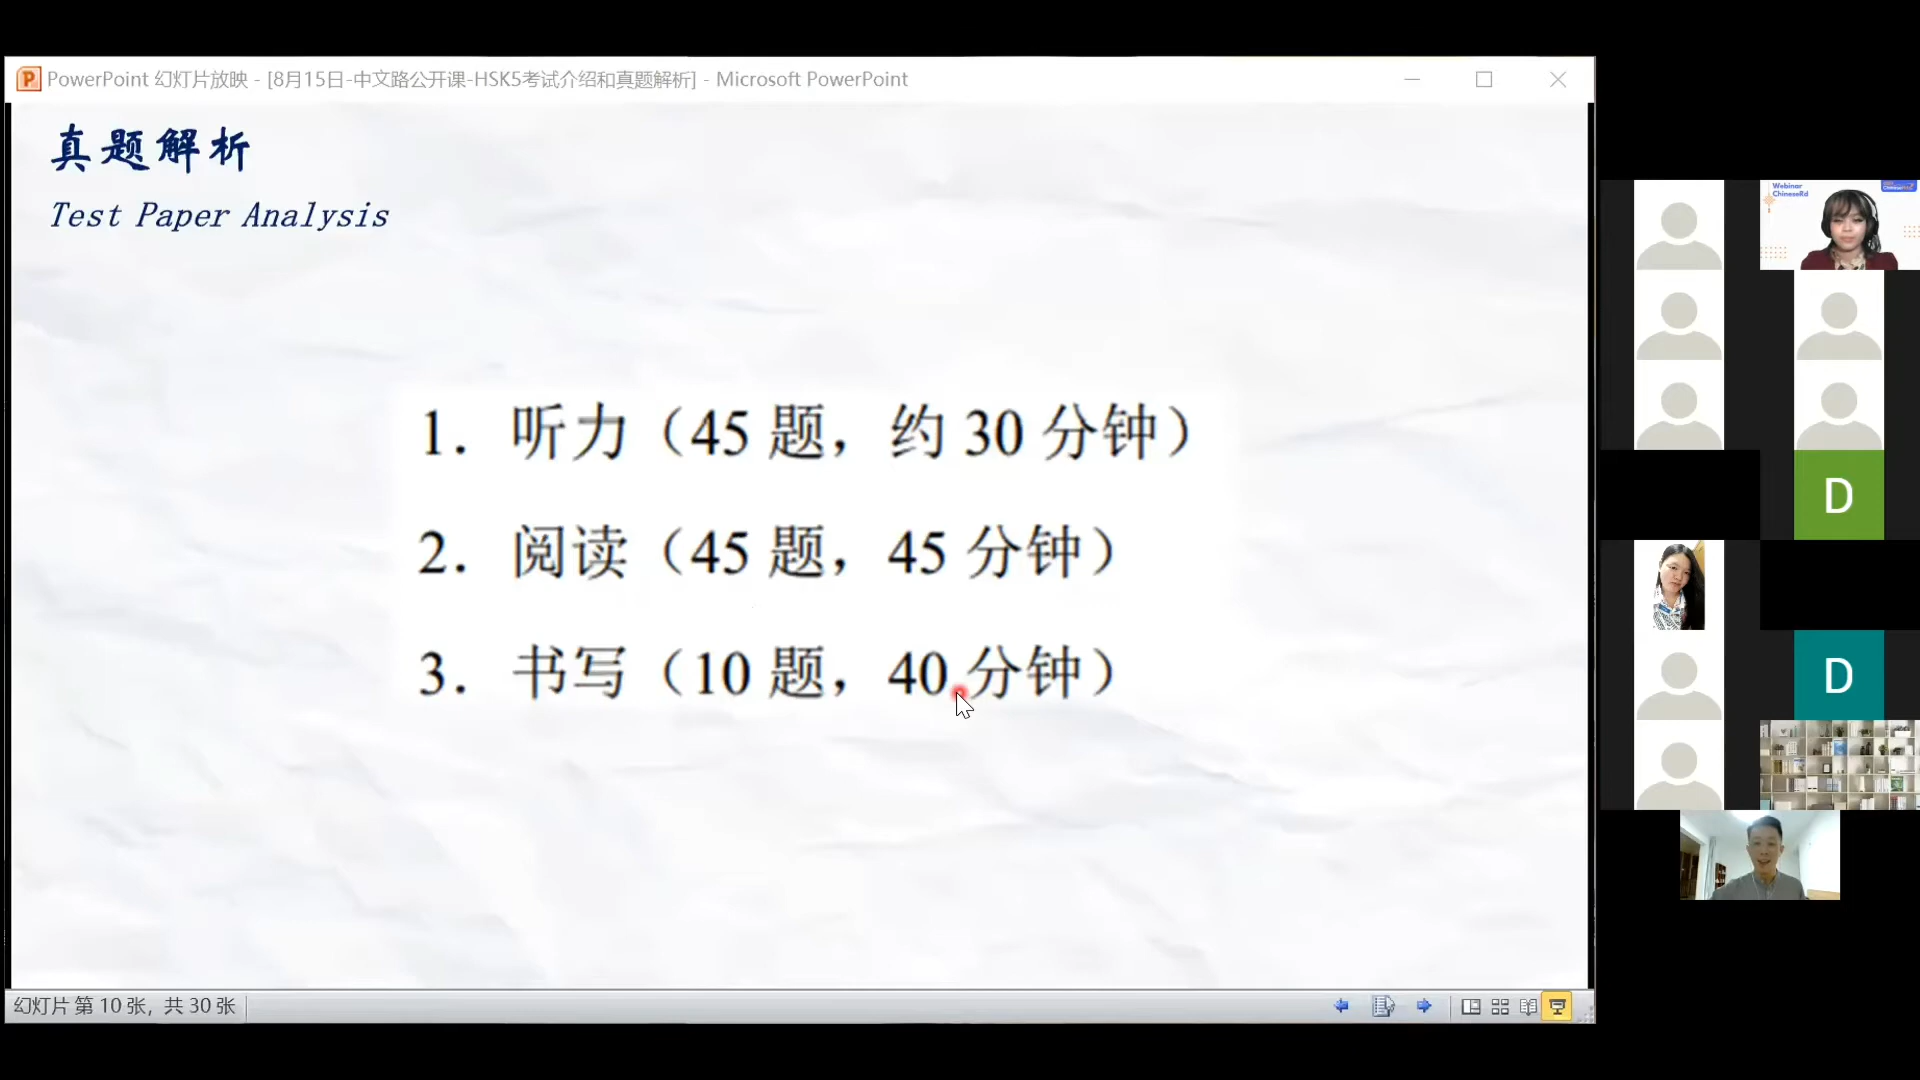 PowerPoint 幻灯片放映 - [8月15日-中文路公开课-HSK5考试介绍和真题解析] - Microsoft PowerPoint
真题解析
Test Paper Analysis
1. 听力（45 题，约 30 分钟）
2. 阅读（45 题，45 分钟）
3. 书写（10 题，40 分钟）
幻灯片 第 10 张，共 30 张
Webinar
ChineseRd
D
D